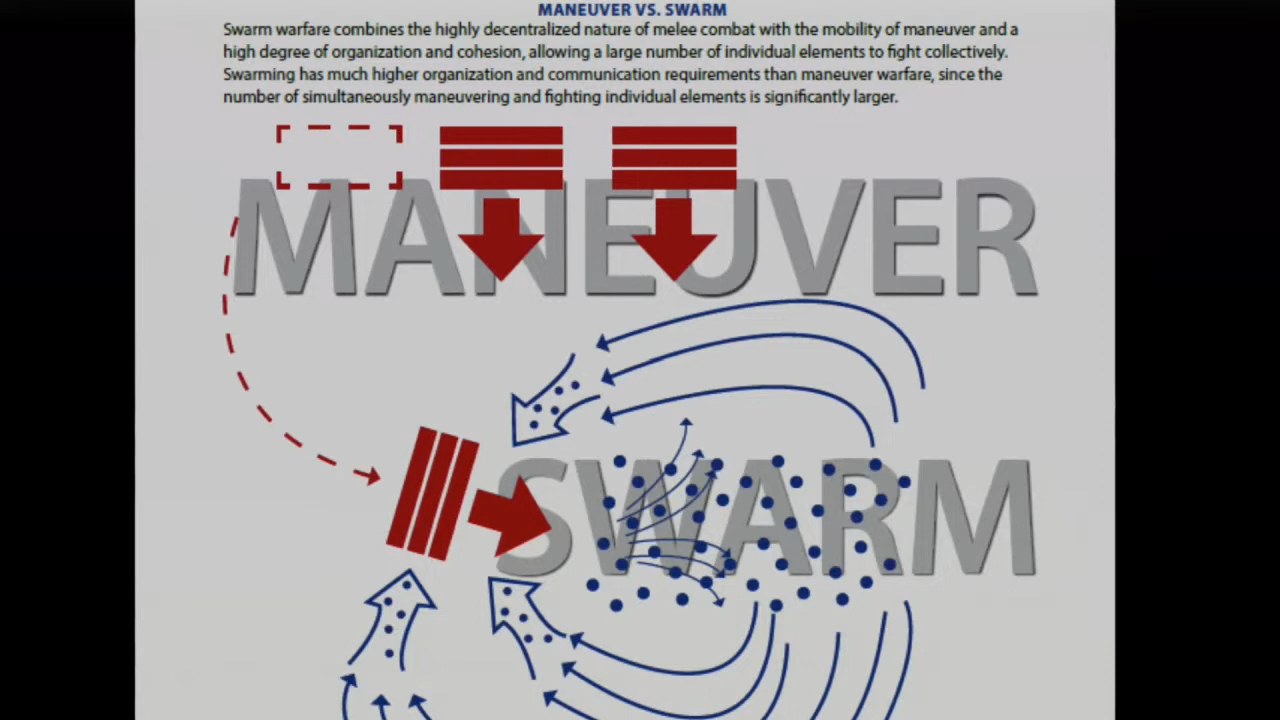 MANEUVER VS. SWARM
Swarm warfare combines the highly decentralized nature of melee combat with the mobility of maneuver and a
high degree of organization and cohesion, allowing a large number of individual elements to fight collectively.
Swarming has much higher organization and communication requirements than maneuver warfare, since the
number of simultaneously maneuvering and fighting individual elements is significantly larger.
MANEUVER
SWARM